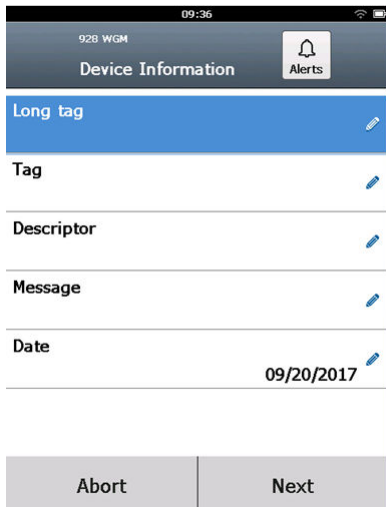 09:36
928 WGM
Device Information
Alerts
Long tag
Tag
Descriptor
Message
Date
09/20/2017
Abort
Next